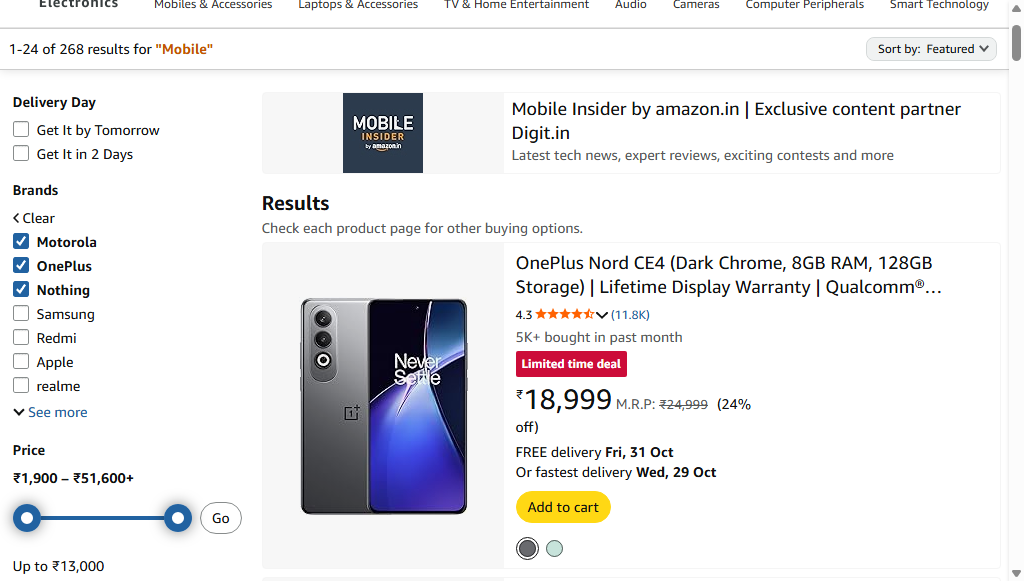 Electronics
Mobiles & Accessories
Laptops & Accessories
TV & Home Entertainment
Audio
Cameras
Computer Peripherals
Smart Technology
1-24 of 268 results for "Mobile"
Sort by: Featured
Delivery Day
Get It by Tomorrow
Get It in 2 Days
Brands
Clear
Motorola
OnePlus
Nothing
Samsung
Redmi
Apple
realme
See more
Price
₹1,900 – ₹51,600+
Go
Up to ₹13,000
MOBILE
INSIDER
by amazon.in
Mobile Insider by amazon.in | Exclusive content partner
Digit.in
Latest tech news, expert reviews, exciting contests and more
Results
Check each product page for other buying options.
Never
Settle
OnePlus Nord CE4 (Dark Chrome, 8GB RAM, 128GB
Storage) | Lifetime Display Warranty | Qualcomm®…
4.3 (11.8K)
5K+ bought in past month
Limited time deal
₹18,999 M.R.P: ₹24,999 (24%
off)
FREE delivery Fri, 31 Oct
Or fastest delivery Wed, 29 Oct
Add to cart